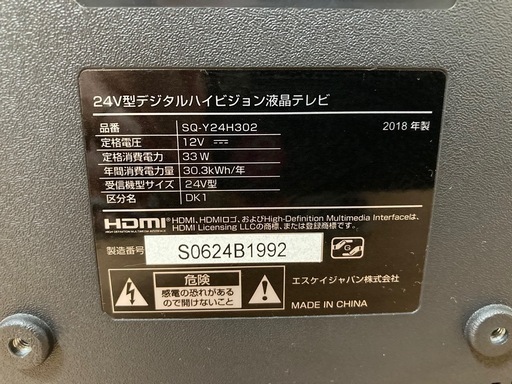 24V型デジタルハイビジョン液晶テレビ
品番 SQ-Y24H302 2018 年製
定格電圧 12V ⎓
定格消費電力 33 W
年間消費電力量 30.3kWh/年
受信機型サイズ 24V型
区分名 DK1
HDMI HDMI、HDMIロゴ、およびHigh-Definition Multimedia Interfaceは、
HIGH-DEFINITION MULTIMEDIA INTERFACE HDMI Licensing LLCの商標、または登録商標です。
製造番号 S0624B1992 G
危険
感電の恐れがある
ので開けないこと
エスケイジャパン株式会社
MADE IN CHINA